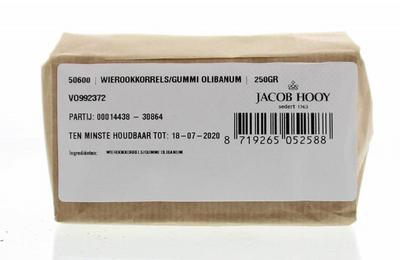 50600 | WIEROOKKORRELS/GUMMI OLIBANUM | 250GR
VO992372
JACOB HOOY
sedert 1743
PARTIJ: 00014438 - 30864
TEN MINSTE HOUDBAAR TOT: 18-07-2020
8 719265 052588
Ingrediënten: WIEROOKKORRELS/GUMMI OLIBANUM